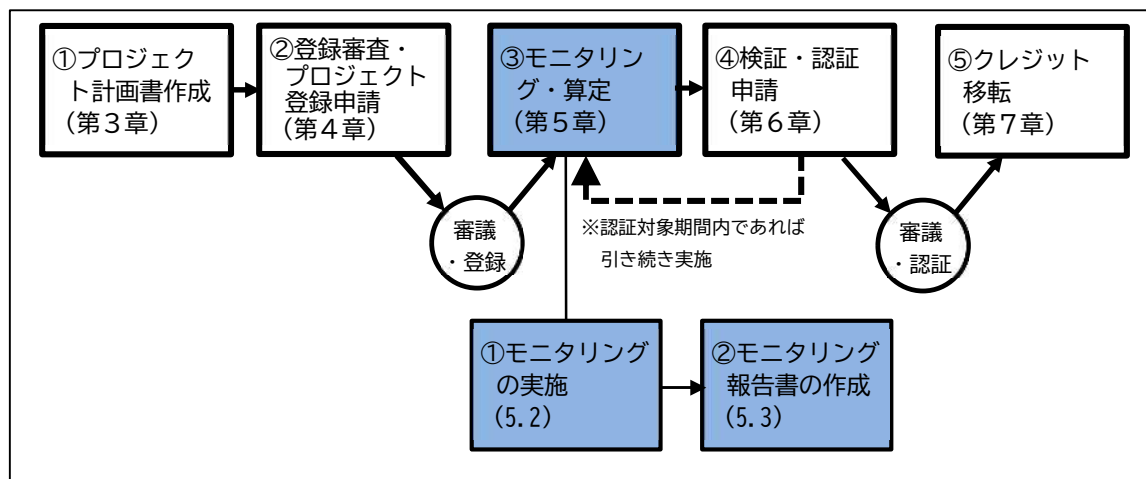 ①プロジェク
ト計画書作成
(第3章)
②登録審査・
プロジェクト
登録申請
(第4章)
③モニタリン
グ・算定
(第5章)
④検証・認証
申請
(第6章)
⑤クレジット
移転
(第7章)
審議
・登録
※認証対象期間内であれば
引き続き実施
審議
・認証
①モニタリング
の実施
(5.2)
②モニタリング
報告書の作成
(5.3)